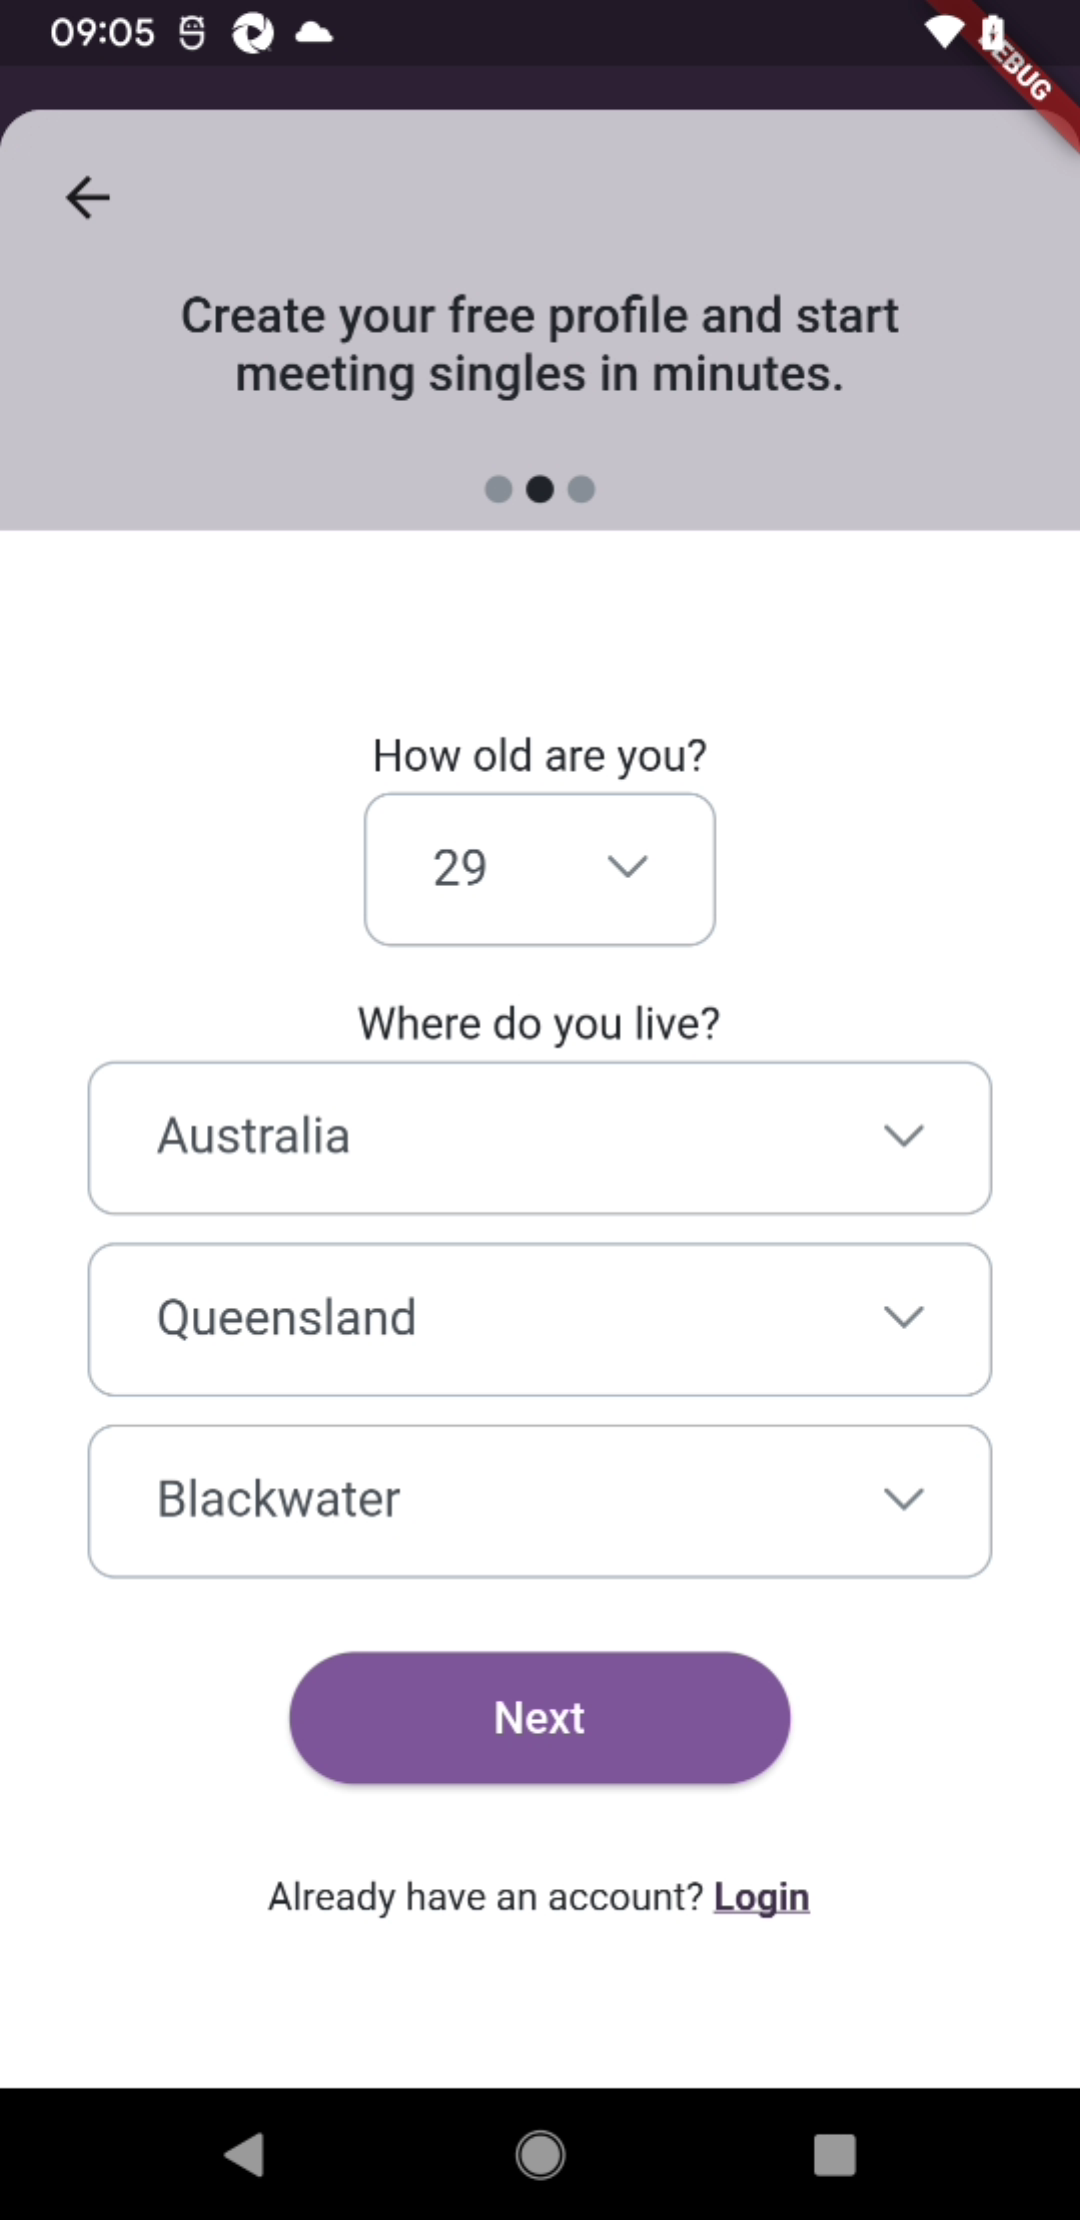 09:05
DEBUG
Create your free profile and start
meeting singles in minutes.
How old are you?
29
Where do you live?
Australia
Queensland
Blackwater
Next
Already have an account? Login